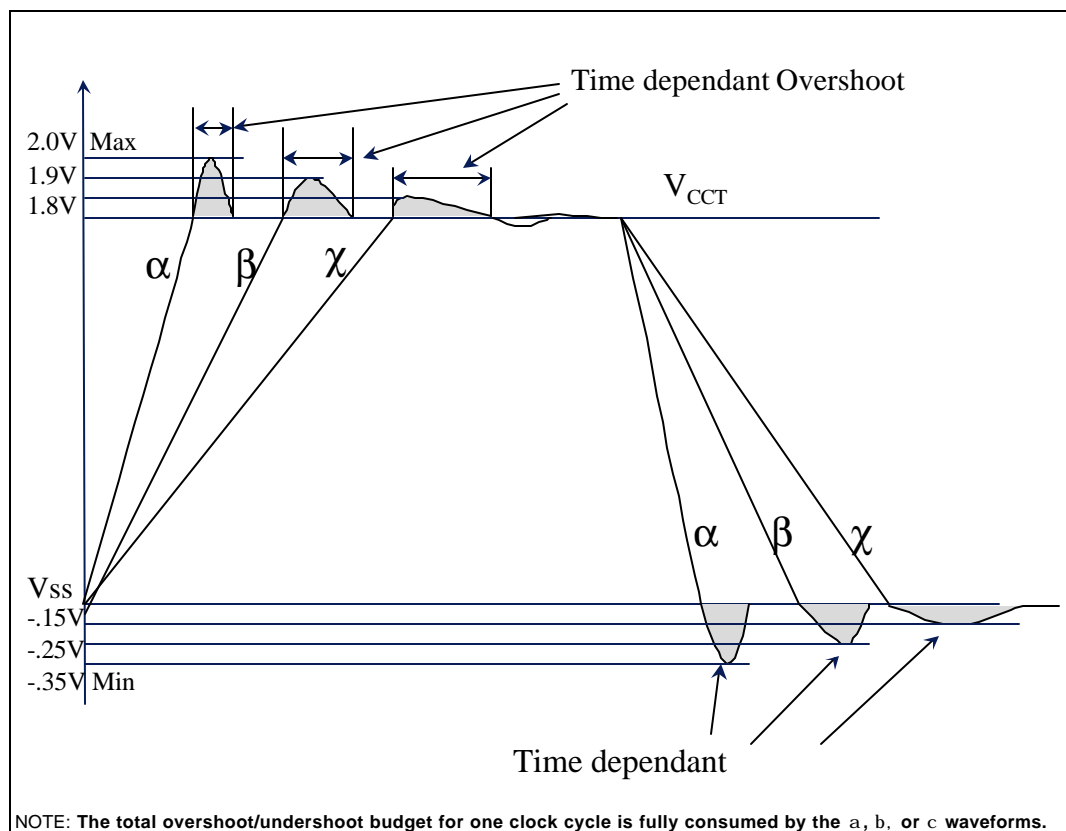 Time dependant Overshoot
2.0V Max
1.9V
1.8V
VCCT
α β χ
α β χ
Vss
-.15V
-.25V
-.35V Min
Time dependant
NOTE: The total overshoot/undershoot budget for one clock cycle is fully consumed by the a, b, or c waveforms.